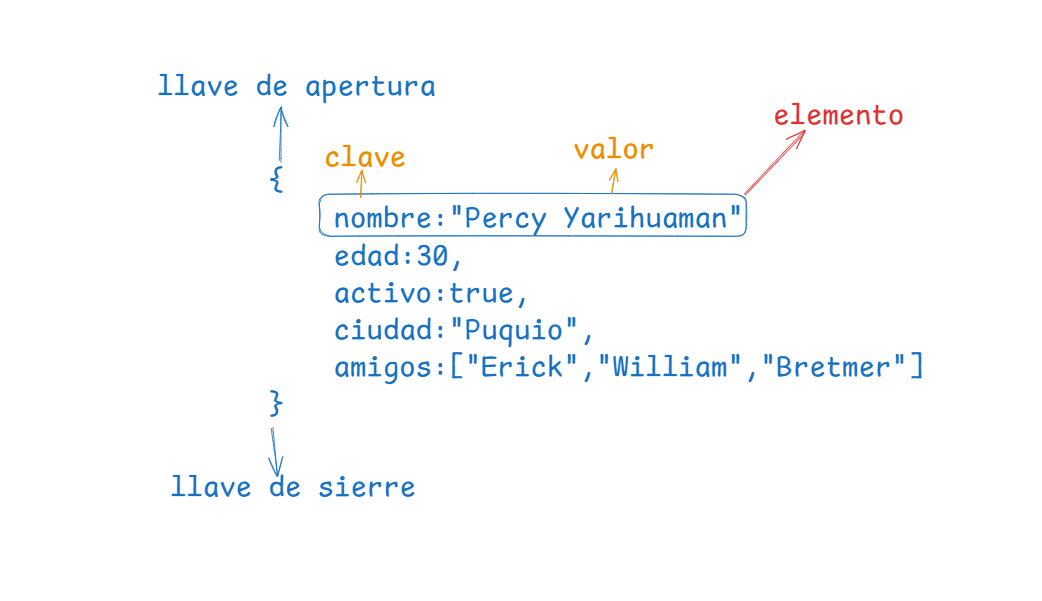 llave de apertura
elemento
clave
valor
{
nombre:"Percy Yarihuaman"
edad:30,
activo:true,
ciudad:"Puquio",
amigos:["Erick","William","Bretmer"]
}
llave de sierre